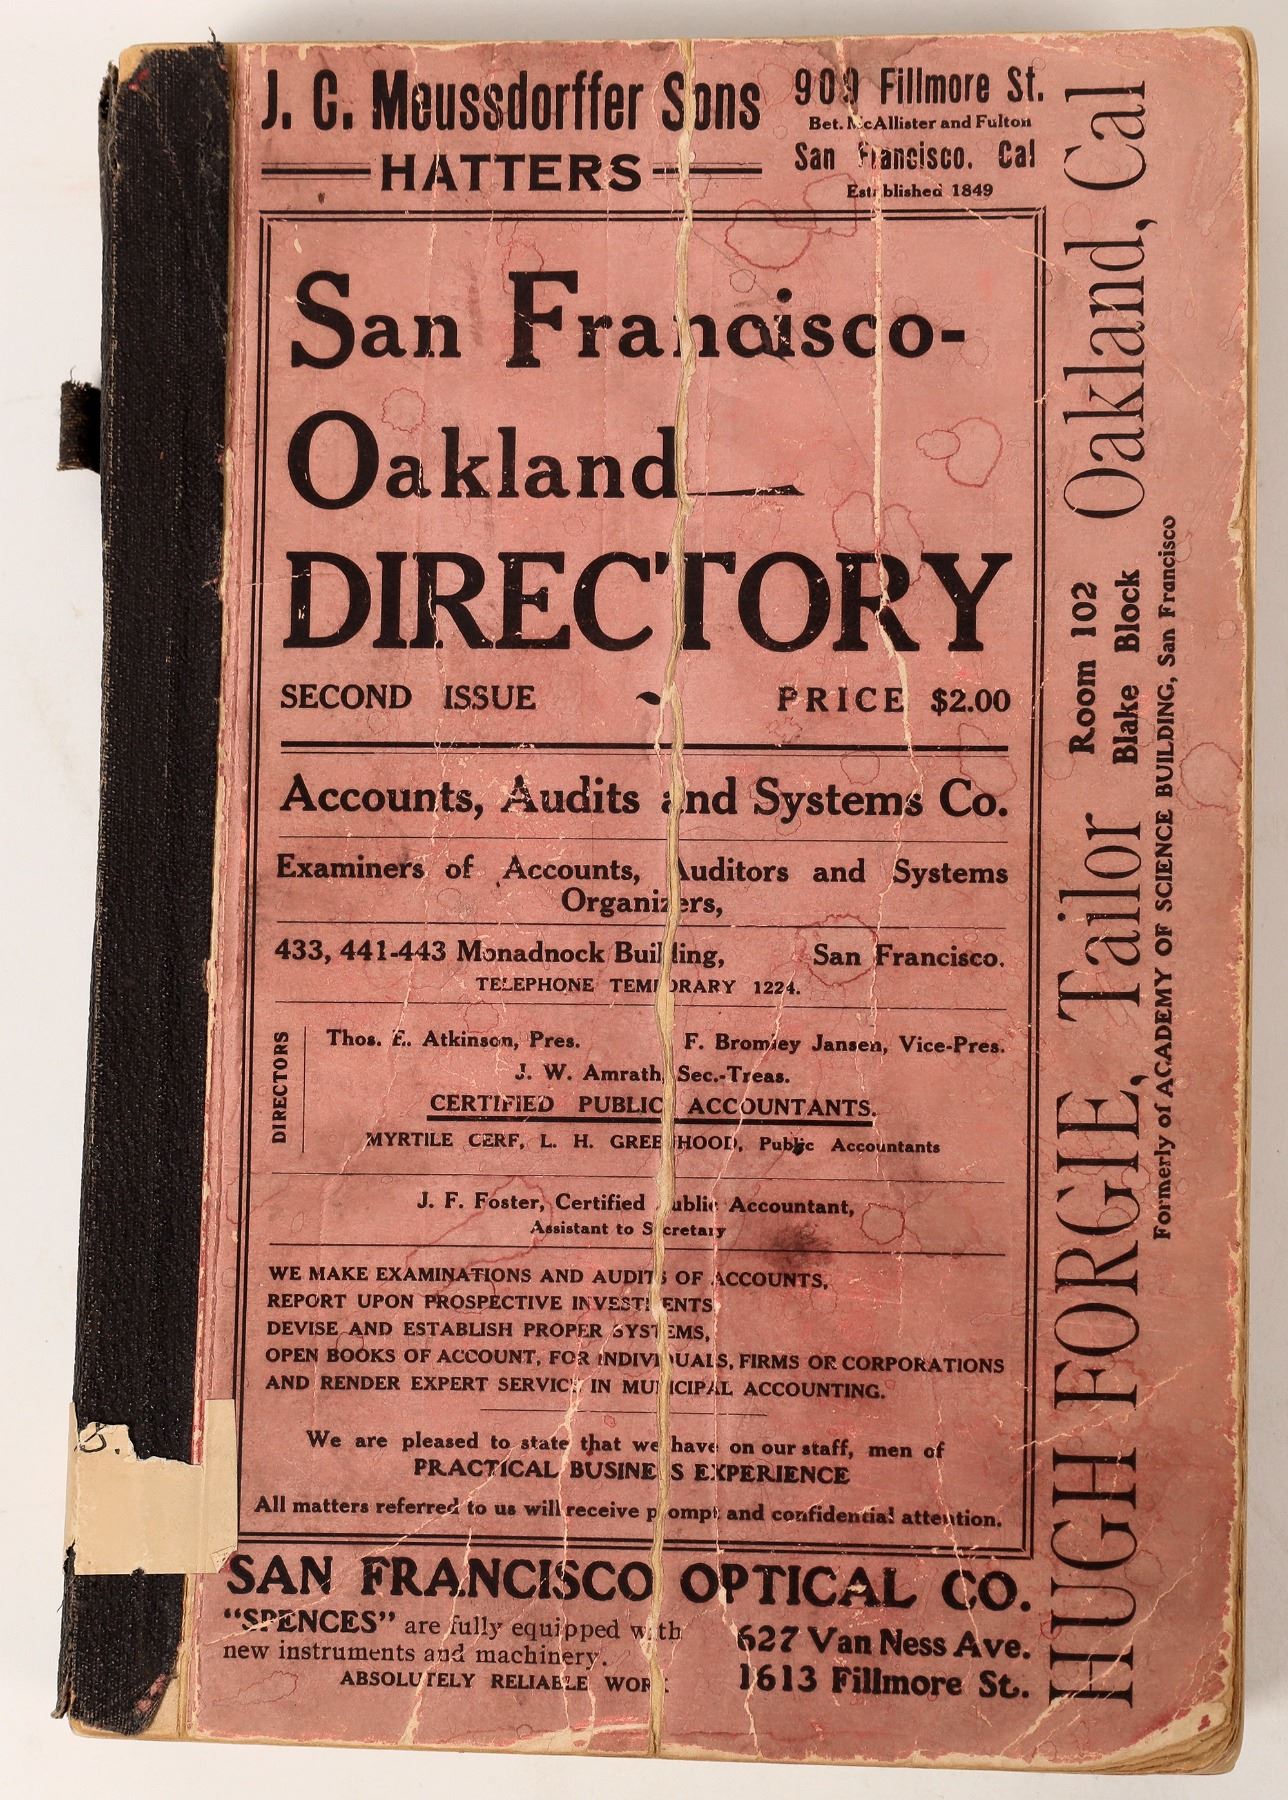 J. C. Meussdorffer Sons
HATTERS
909 Fillmore St.
Bet. McAllister and Fulton
San Francisco. Cal
Established 1849
San Francisco-
Oakland
DIRECTORY
SECOND ISSUE
PRICE $2.00
Accounts, Audits and Systems Co.
Examiners of Accounts, Auditors and Systems
Organizers,
433, 441-443 Monadnock Building, San Francisco.
TELEPHONE TEMPORARY 1224.
DIRECTORS
Thos. E. Atkinson, Pres. F. Bromley Jansen, Vice-Pres.
J. W. Amrath, Sec.-Treas.
CERTIFIED PUBLIC ACCOUNTANTS.
MYRTILE CERF, L. H. GREENHOOD, Public Accountants
J. F. Foster, Certified Public Accountant,
Assistant to Secretary
WE MAKE EXAMINATIONS AND AUDITS OF ACCOUNTS,
REPORT UPON PROSPECTIVE INVESTMENTS
DEVISE AND ESTABLISH PROPER SYSTEMS,
OPEN BOOKS OF ACCOUNT, FOR INDIVIDUALS, FIRMS OR CORPORATIONS
AND RENDER EXPERT SERVICE IN MUNICIPAL ACCOUNTING.
We are pleased to state that we have on our staff, men of
PRACTICAL BUSINESS EXPERIENCE
All matters referred to us will receive prompt and confidential attention.
SAN FRANCISCO OPTICAL CO.
"SPENCES" are fully equipped with
new instruments and machinery.
ABSOLUTELY RELIABLE WORK
627 Van Ness Ave.
1613 Fillmore St.
HUGH FORGIE, Tailor
Room 102
Blake Block
Oakland, Cal
Formerly of ACADEMY OF SCIENCE BUILDING, San Francisco